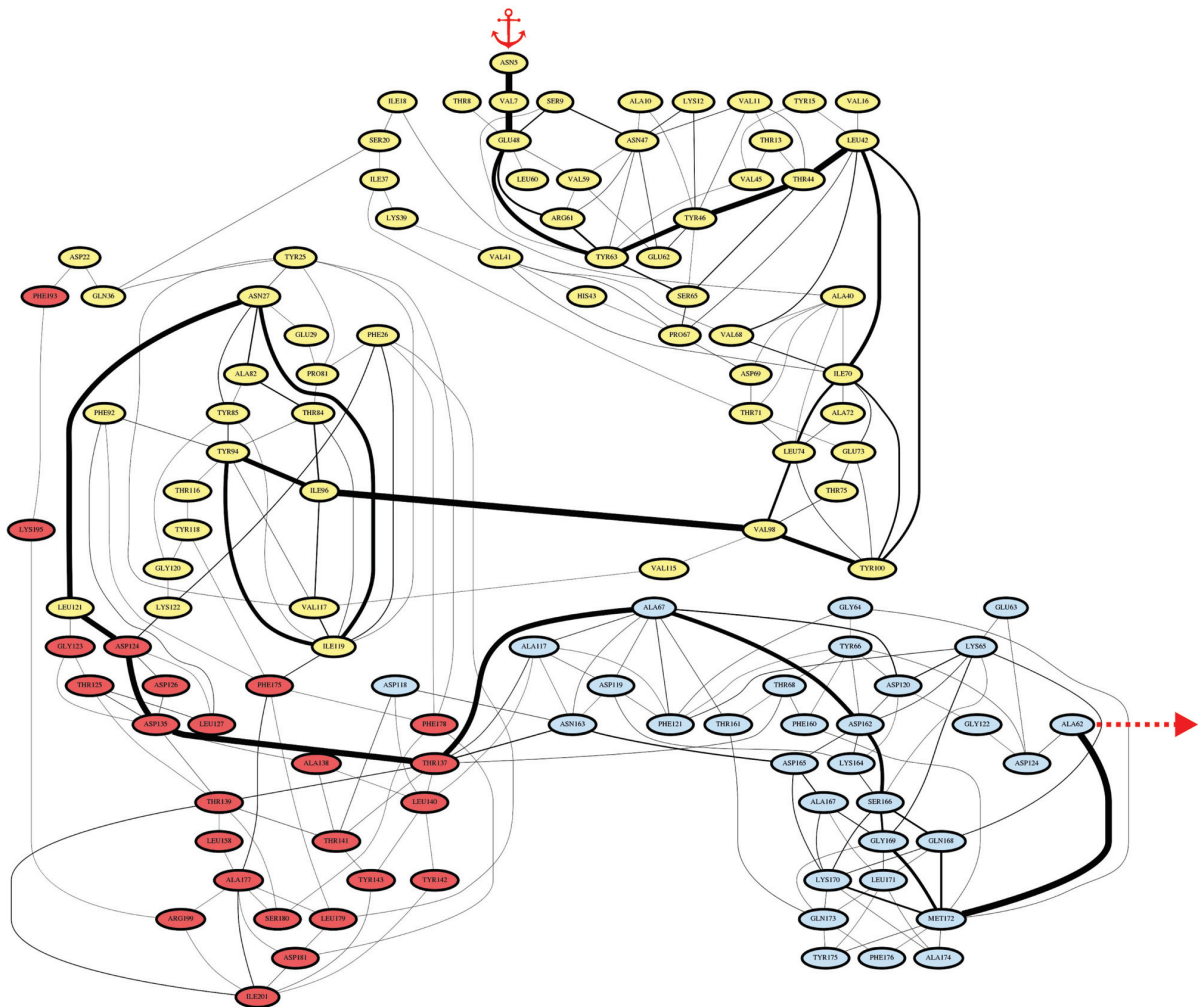 ASN5
ILE18 THR8 VAL7 SER9 ALA10 LYS12 VAL11 TYR15 VAL16
SER20 GLU48 ASN47 THR13 LEU42
ILE37 LEU60 VAL59 VAL45 THR44
LYS39 ARG61 TYR46
ASP22 TYR25 VAL41 TYR63 GLU62
PHE193 GLN36 ASN27 HIS43 SER65 ALA40
GLU29 PHE26 PRO67 VAL68
ALA82 PRO81 ASP69 ILE70
PHE92 TYR85 THR84 THR71 ALA72
TYR94 LEU74 GLU73
THR116 ILE96 THR75
LYS195 TYR118 VAL98
GLY120 VAL115 TYR100
LEU121 LYS122 VAL117 ALA67 GLY64 GLU63
GLY123 ASP124 ILE119 ALA117 TYR66 LYS65
THR125 ASP126 PHE175 ASP118 ASP119 THR68 ASP120
ASP135 LEU127 PHE178 ASN163 PHE121 THR161 PHE160 ASP162 GLY122 ALA62
ALA138 THR137 ASP165 LYS164 ASP124
THR139 LEU140 ALA167 SER166
LEU158 THR141 GLY169 GLN168
ALA177 TYR143 TYR142 LYS170 LEU171
ARG199 SER180 LEU179 GLN173 MET172
ASP181 TYR175 PHE176 ALA174
ILE201